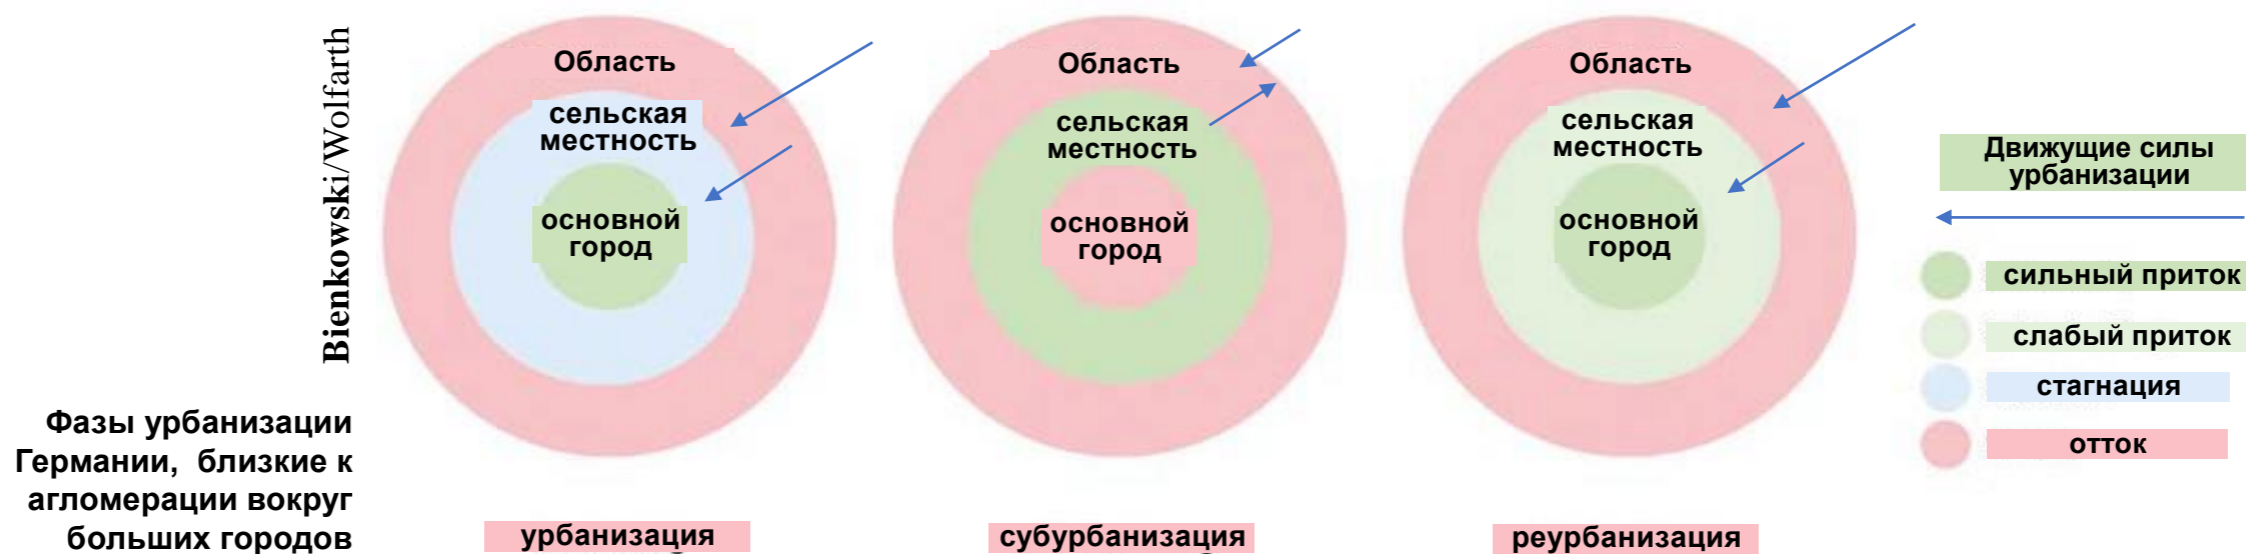 Bienkowski/Wolfarth
Фазы урбанизации
Германии, близкие к
агломерации вокруг
больших городов
Область
сельская
местность
основной
город
урбанизация
Область
сельская
местность
основной
город
субурбанизация
Область
сельская
местность
основной
город
реурбанизация
Движущие силы
урбанизации
сильный приток
слабый приток
стагнация
отток